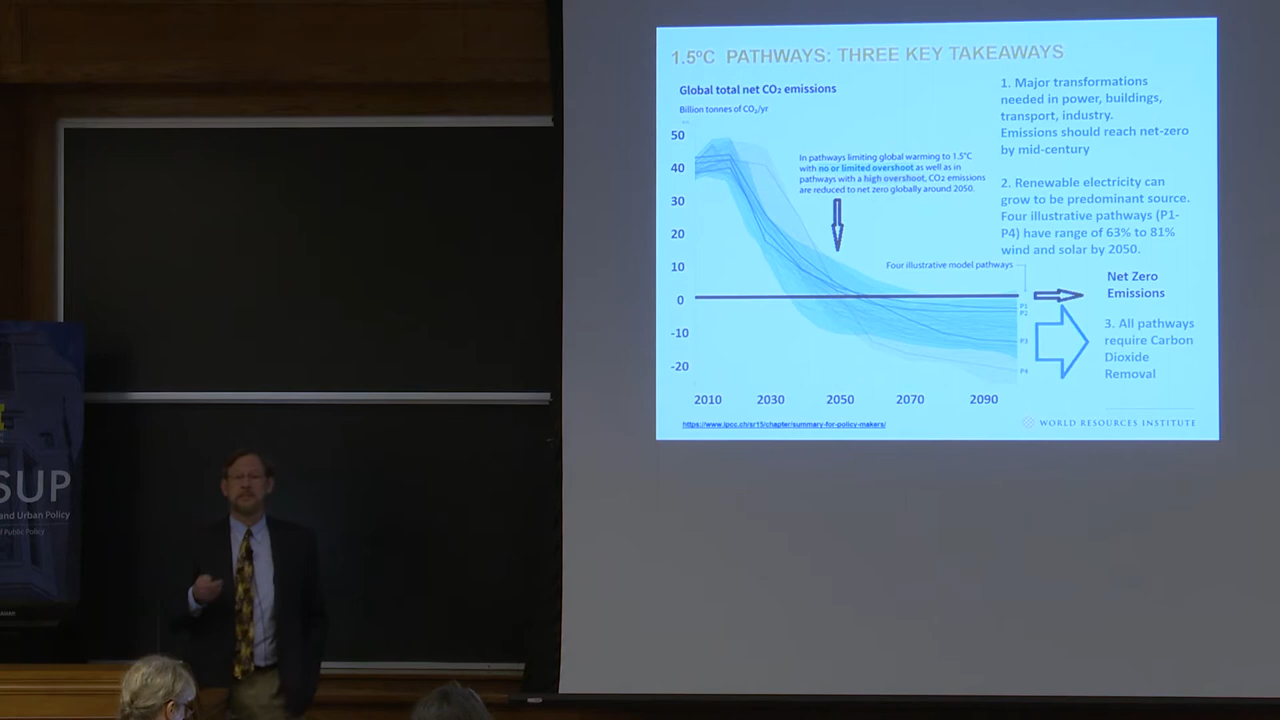 1.5ºC PATHWAYS: THREE KEY TAKEAWAYS
Global total net CO₂ emissions
Billion tonnes of CO₂/yr
50
40
30
20
10
0
-10
-20
2010 2030 2050 2070 2090
In pathways limiting global warming to 1.5°C
with no or limited overshoot as well as in
pathways with a high overshoot, CO2 emissions
are reduced to net zero globally around 2050.
Four illustrative model pathways
P1
P2
P3
P4
1. Major transformations
needed in power, buildings,
transport, industry.
Emissions should reach net-zero
by mid-century
2. Renewable electricity can
grow to be predominant source.
Four illustrative pathways (P1-
P4) have range of 63% to 81%
wind and solar by 2050.
Net Zero
Emissions
3. All pathways
require Carbon
Dioxide
Removal
https://www.ipcc.ch/sr15/chapter/summary-for-policy-makers/
WORLD RESOURCES INSTITUTE
SUP
and Urban Policy
Public Policy